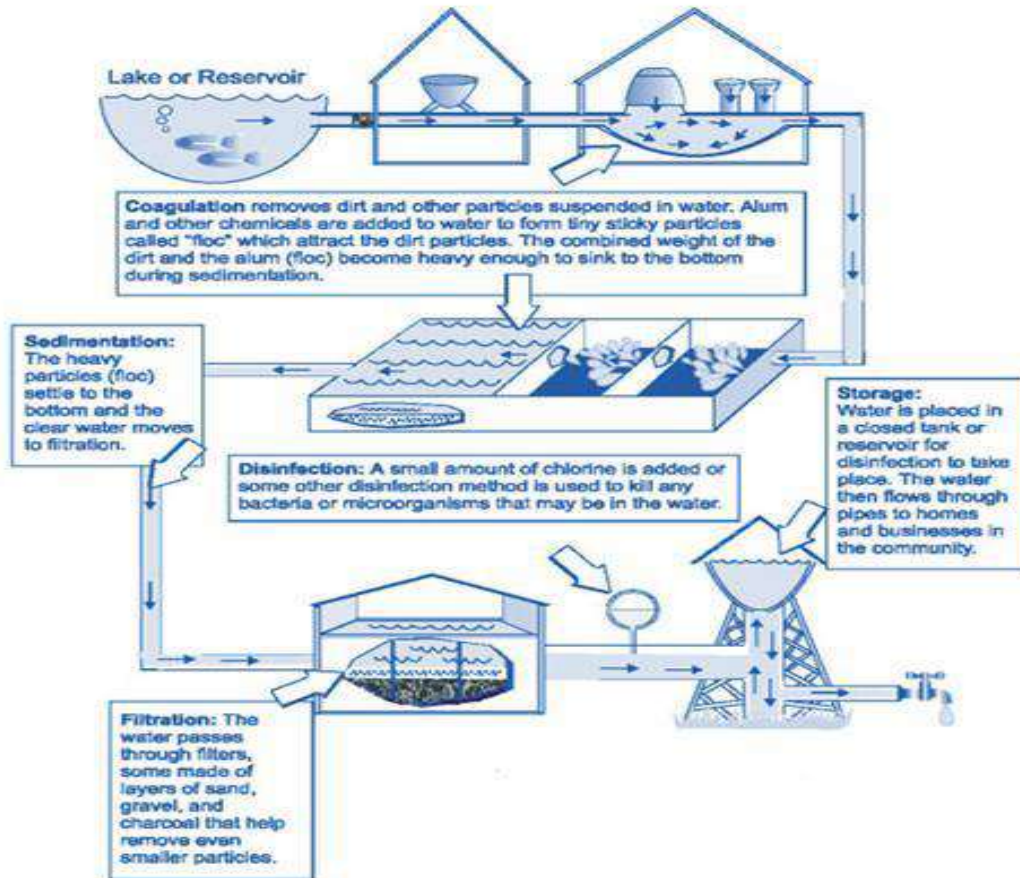 Lake or Reservoir
Coagulation removes dirt and other particles suspended in water. Alum
and other chemicals are added to water to form tiny sticky particles
called "floc" which attract the dirt particles. The combined weight of the
dirt and the alum (floc) become heavy enough to sink to the bottom
during sedimentation.
Sedimentation:
The heavy
particles (floc)
settle to the
bottom and the
clear water moves
to filtration.
Storage:
Water is placed in
a closed tank or
reservoir for
disinfection to take
place. The water
then flows through
pipes to homes
and businesses in
the community.
Disinfection: A small amount of chlorine is added or
some other disinfection method is used to kill any
bacteria or microorganisms that may be in the water.
Filtration: The
water passes
through filters,
some made of
layers of sand,
gravel, and
charcoal that help
remove even
smaller particles.